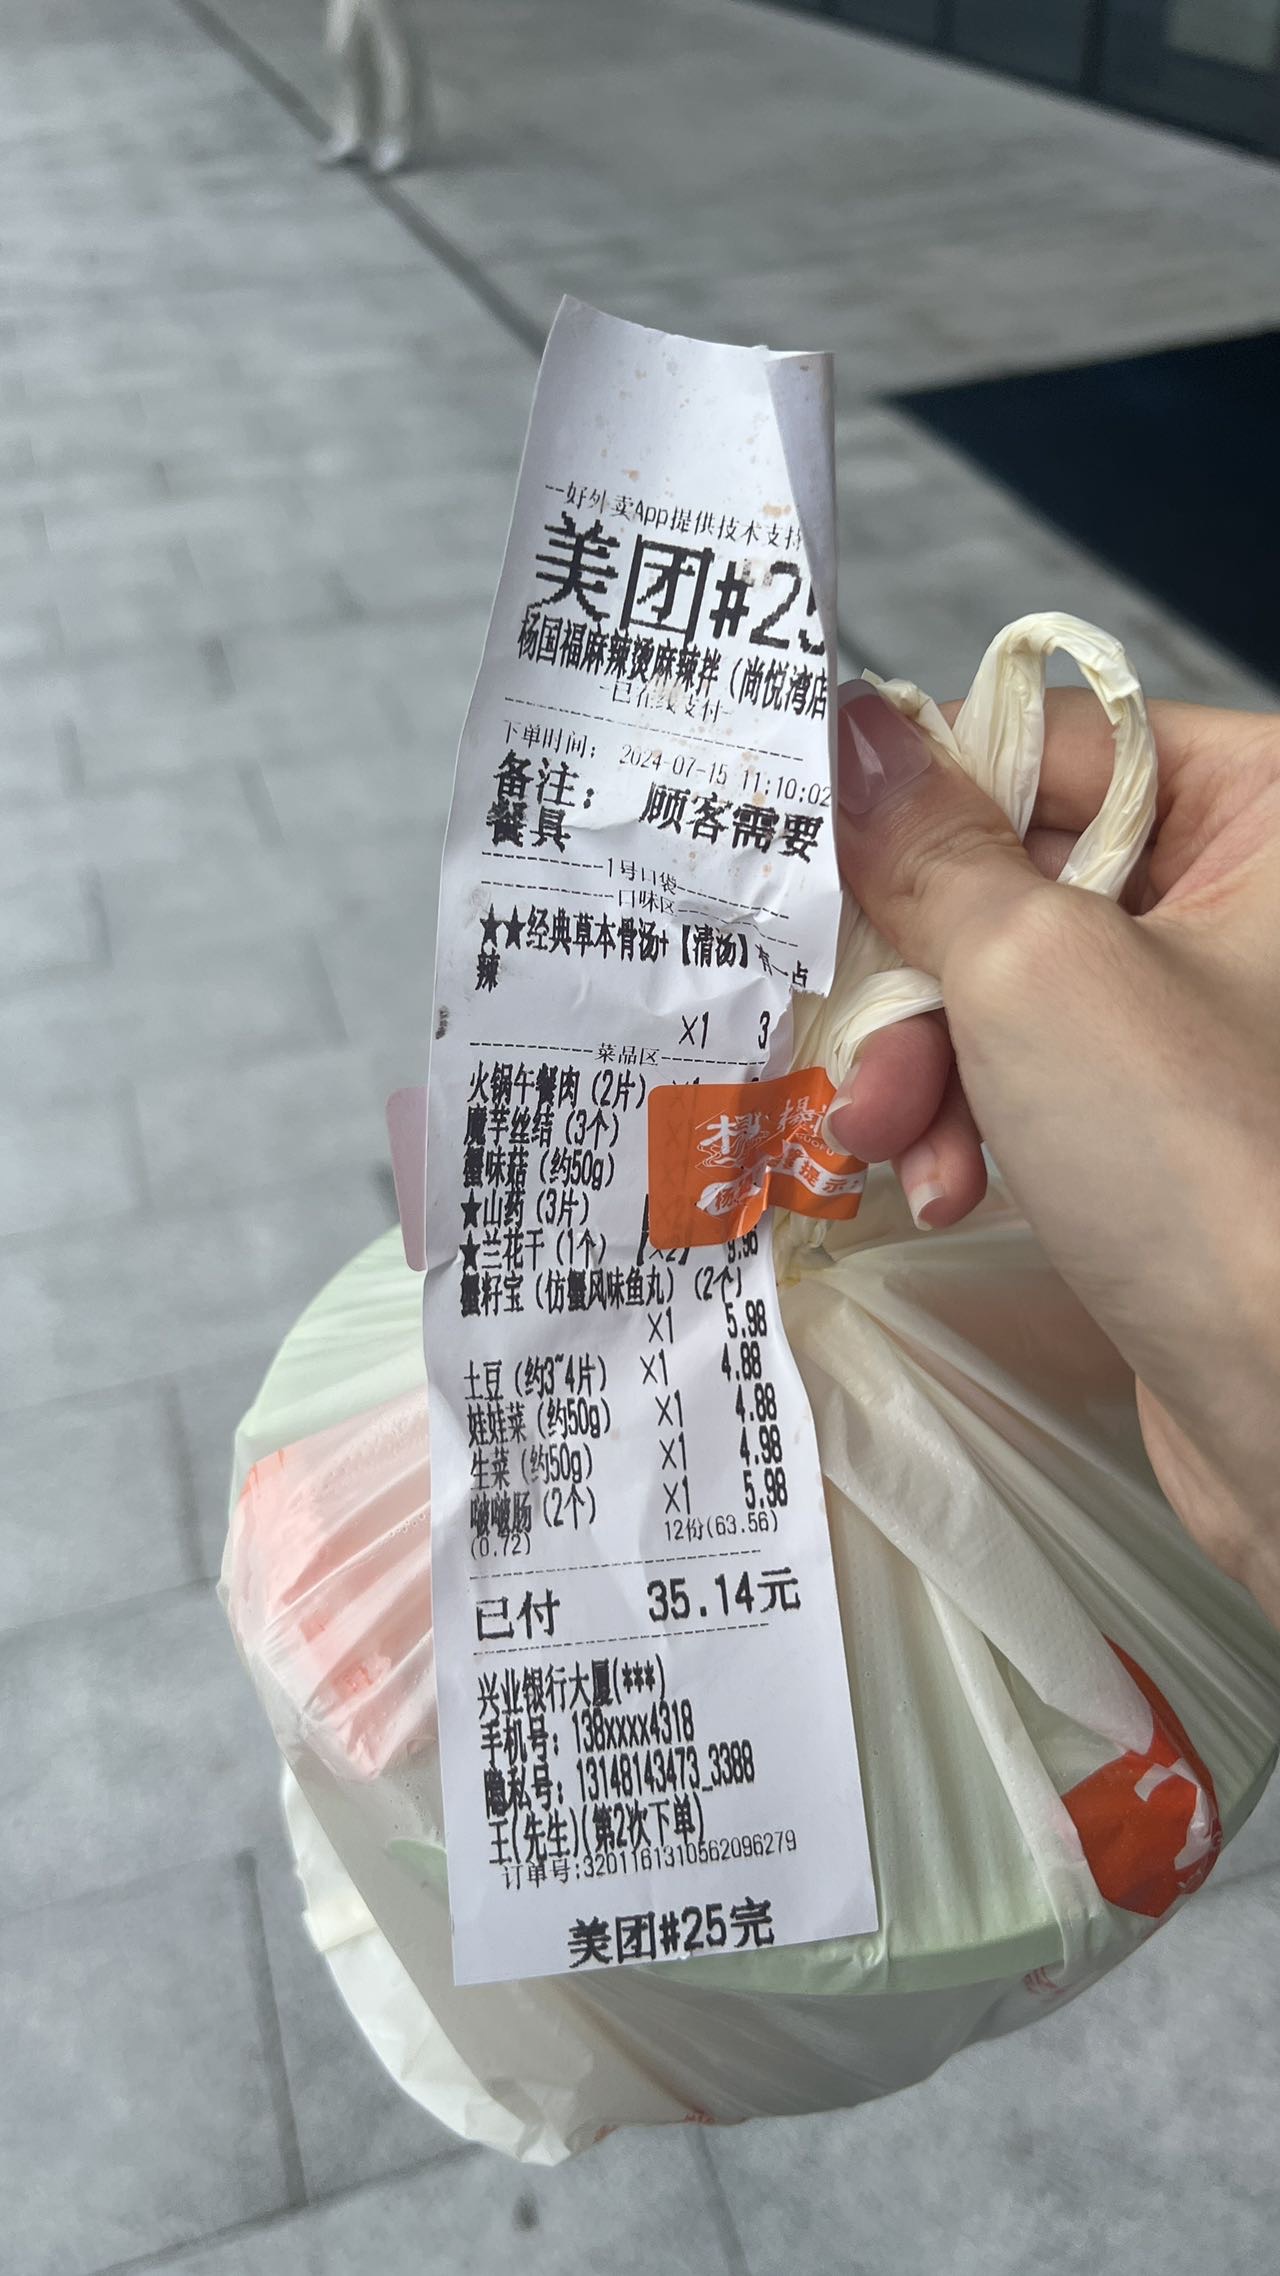 一好外卖App提供技术支持
美团#25
杨国福麻辣烫麻辣拌（尚悦湾店
已在线支付
下单时间： 2024-07-15 11:10:02
备注： 顾客需要
餐具
1号口袋
口味区
★★经典草本骨汤+【清汤】有一点
辣
X1 3
菜品区
火锅午餐肉（2片）
魔芋丝结（3个）
蟹味菇（约50g）
★山药（3片）
★兰花干（1个） 【X2】 9.96
蟹籽宝（仿蟹风味鱼丸）（2个）
X1 5.98
土豆（约3~4片） X1 4.88
娃娃菜（约50g） X1 4.88
生菜（约50g） X1 4.98
啵啵肠（2个） X1 5.98
(0.72) 12份(63.56)
已付 35.14元
兴业银行大厦(***)
手机号：138xxxx4318
隐私号：13148143473_3388
王(先生)(第2次下单)
订单号:3201161310562096279
美团#25完